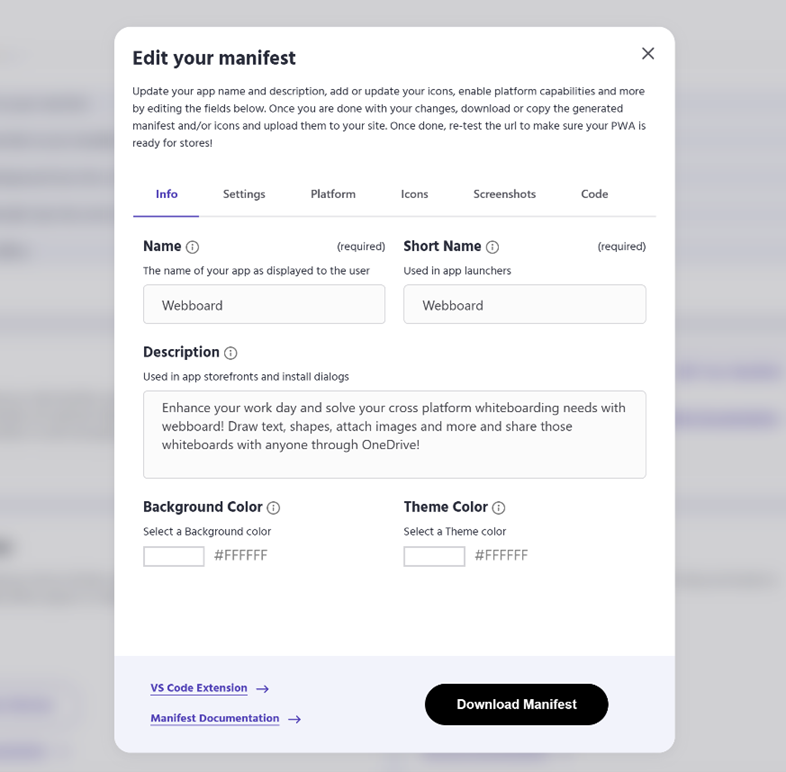 Edit your manifest
Update your app name and description, add or update your icons, enable platform capabilities and more
by editing the fields below. Once you are done with your changes, download or copy the generated
manifest and/or icons and upload them to your site. Once done, re-test the url to make sure your PWA is
ready for stores!
Info Settings Platform Icons Screenshots Code
Name (required) Short Name (required)
The name of your app as displayed to the user Used in app launchers
Webboard Webboard
Description
Used in app storefronts and install dialogs
Enhance your work day and solve your cross platform whiteboarding needs with
webboard! Draw text, shapes, attach images and more and share those
whiteboards with anyone through OneDrive!
Background Color Theme Color
Select a Background color Select a Theme color
#FFFFFF #FFFFFF
VS Code Extension
Manifest Documentation
Download Manifest